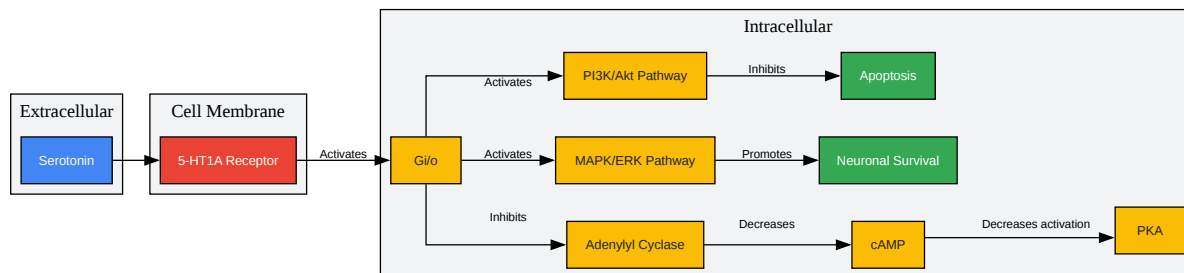 Intracellular
Extracellular
Cell Membrane
Serotonin
5-HT1A Receptor
Activates
Gi/o
Activates
PI3K/Akt Pathway
Inhibits
Apoptosis
Activates
MAPK/ERK Pathway
Promotes
Neuronal Survival
Inhibits
Adenylyl Cyclase
Decreases
cAMP
Decreases activation
PKA